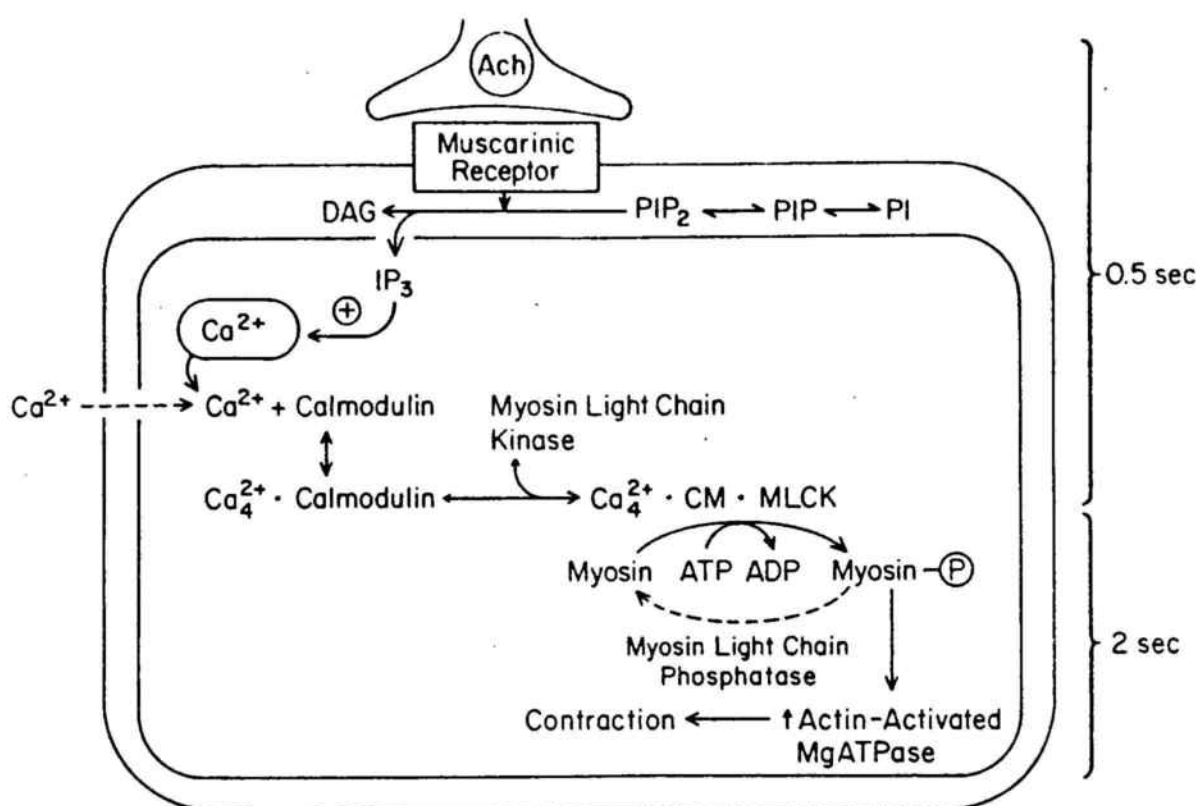 Ach
Muscarinic
Receptor
DAG PIP₂ PIP PI
IP₃
0.5 sec
+
Ca²⁺
Ca²⁺ Ca²⁺ + Calmodulin
Myosin Light Chain
Kinase
Ca₄²⁺ · Calmodulin Ca₄²⁺ · CM · MLCK
Myosin ATP ADP Myosin P
Myosin Light Chain
Phosphatase
2 sec
Contraction ↑Actin-Activated
MgATPase